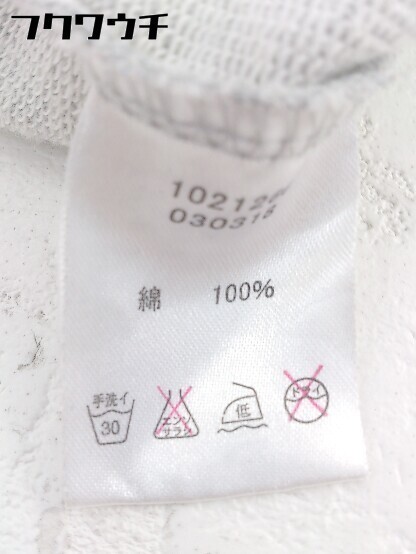 フクワウチ
030318
綿 100%
手洗イ エンソ 低 ドライ
30 サラシ